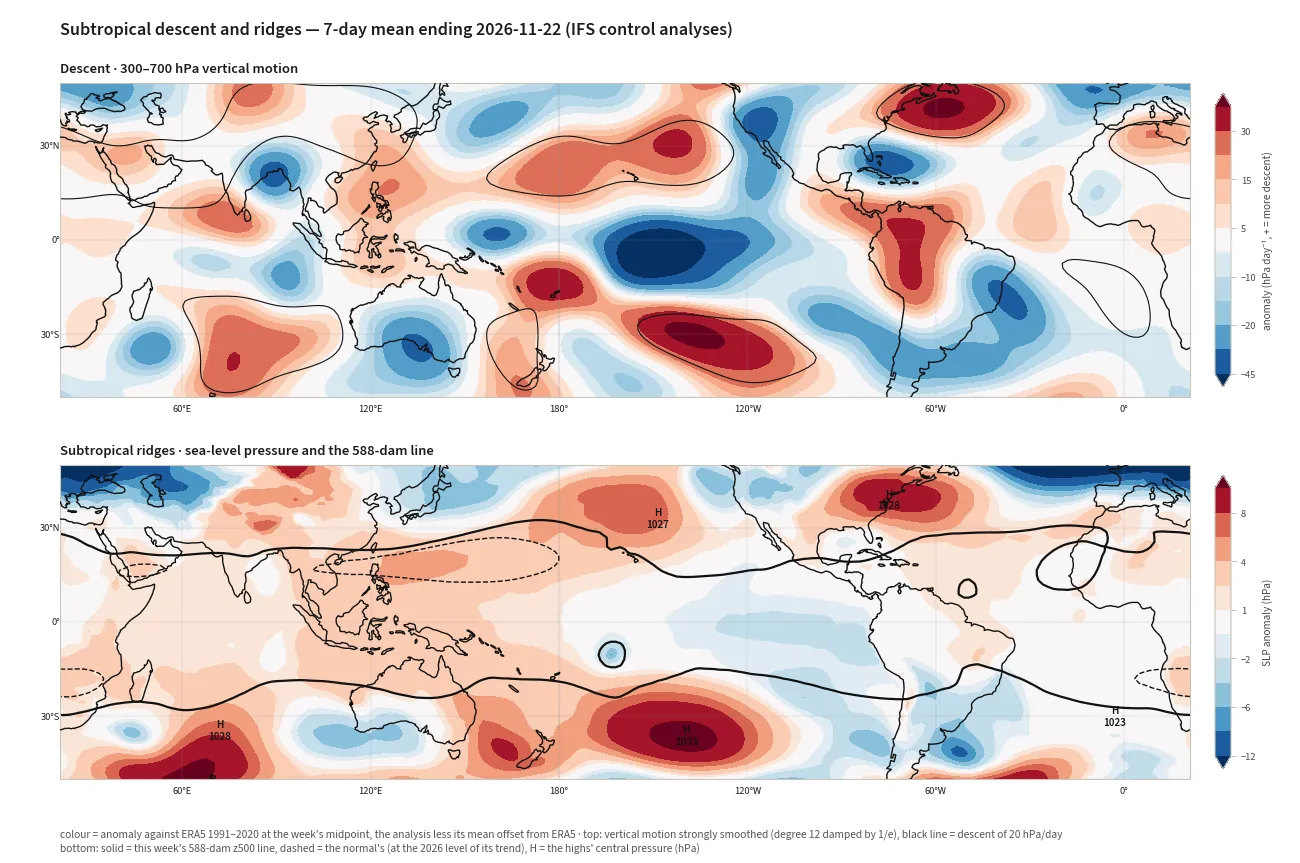 Subtropical descent and ridges — 7-day mean ending 2026-11-22 (IFS control analyses)
Descent · 300–700 hPa vertical motion
30°N
0°
30°S
60°E
120°E
180°
120°W
60°W
0°
30
15
5
−10
−20
−45
anomaly (hPa day⁻¹, + = more descent)
Subtropical ridges · sea-level pressure and the 588-dam line
30°N
0°
30°S
H
1027
H
1028
H
1028
H
1033
H
1023
60°E
120°E
180°
120°W
60°W
0°
8
4
1
−2
−6
−12
SLP anomaly (hPa)
colour = anomaly against ERA5 1991–2020 at the week's midpoint, the analysis less its mean offset from ERA5 · top: vertical motion strongly smoothed (degree 12 damped by 1/e), black line = descent of 20 hPa/day
bottom: solid = this week's 588-dam z500 line, dashed = the normal's (at the 2026 level of its trend), H = the highs' central pressure (hPa)